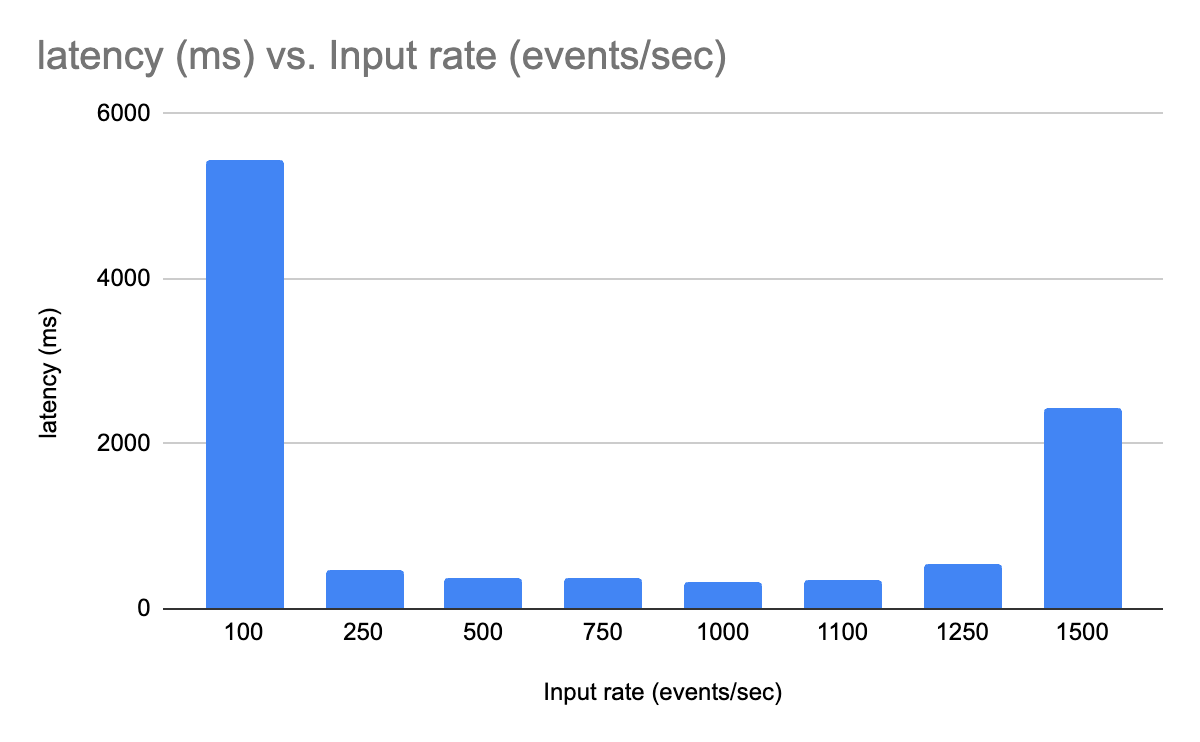 latency (ms) vs. Input rate (events/sec)
6000
4000
2000
0
latency (ms)
100 250 500 750 1000 1100 1250 1500
Input rate (events/sec)